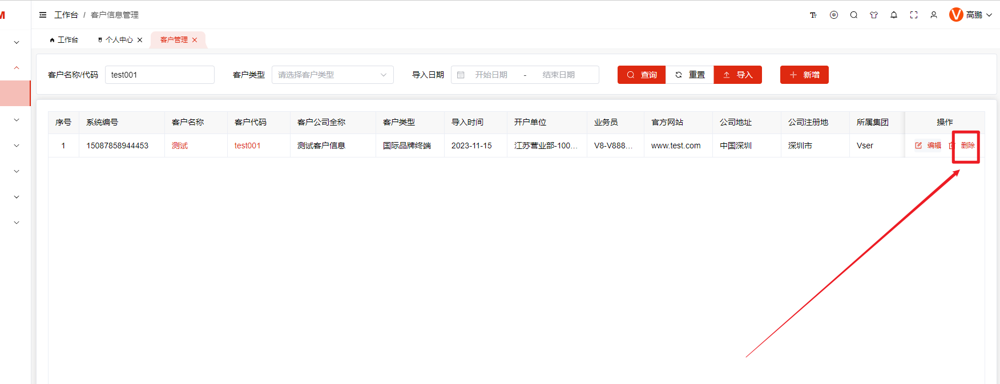 M
工作台 / 客户信息管理
高鹏
工作台 个人中心 客户管理
客户名称/代码 test001 客户类型 请选择客户类型 导入日期 开始日期 - 结束日期 查询 重置 导入 新增
序号 系统编号 客户名称 客户代码 客户公司全称 客户类型 导入时间 开户单位 业务员 官方网站 公司地址 公司注册地 所属集团 操作
1 15087858944453 测试 test001 测试客户信息 国际品牌终端 2023-11-15 江苏营业部-100... V8-V888... www.test.com 中国深圳 深圳市 Vser 编辑 删除